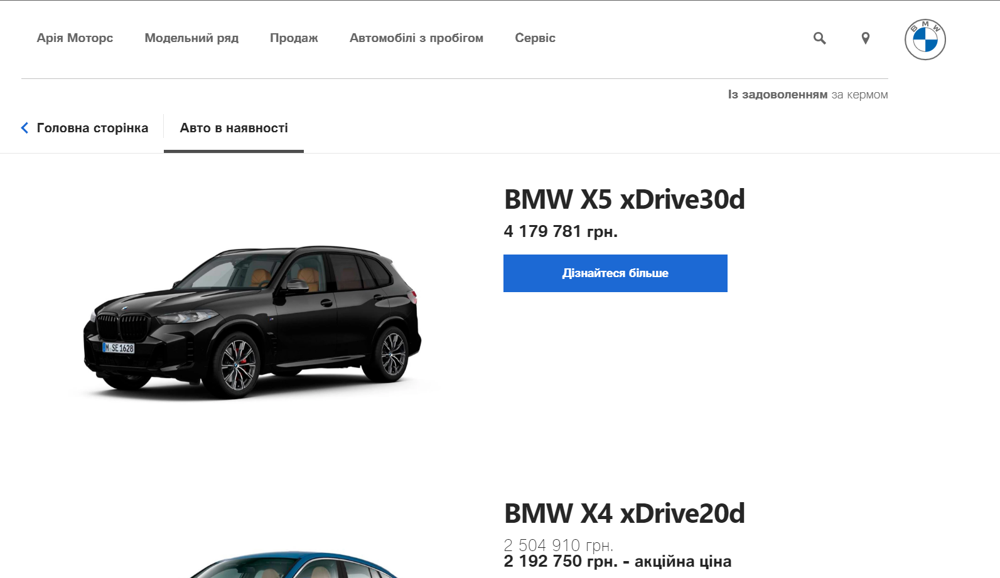 Арія Моторс Модельний ряд Продаж Автомобілі з пробігом Сервіс
BMW
Із задоволенням за кермом
Головна сторінка Авто в наявності
BMW X5 xDrive30d
4 179 781 грн.
Дізнайтеся більше
M SE 1628
BMW X4 xDrive20d
2 504 910 грн.
2 192 750 грн. - акційна ціна